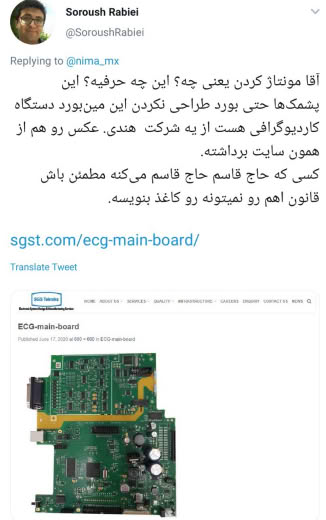 Soroush Rabiei
@SoroushRabiei
Replying to @nima_mx
آقا مونتاژ کردن یعنی چه؟ این چه حرفیه؟ این
پشمک‌ها حتی بورد طراحی نکردن این مین‌بورد دستگاه
کاردیوگرافی هست از یه شرکت هندی. عکس رو هم از
همون سایت برداشته.
کسی که حاج قاسم حاج قاسم می‌کنه مطمئن باش
قانون اهم رو نمیتونه رو کاغذ بنویسه.
sgst.com/ecg-main-board/
Translate Tweet
HOME ABOUT US SERVICES QUALITY INFRASTRUCTURE CAREERS ENQUIRY CONTACT US NEWS
ECG-main-board
Published June 17, 2020 at 600 × 600 in ECG-main-board